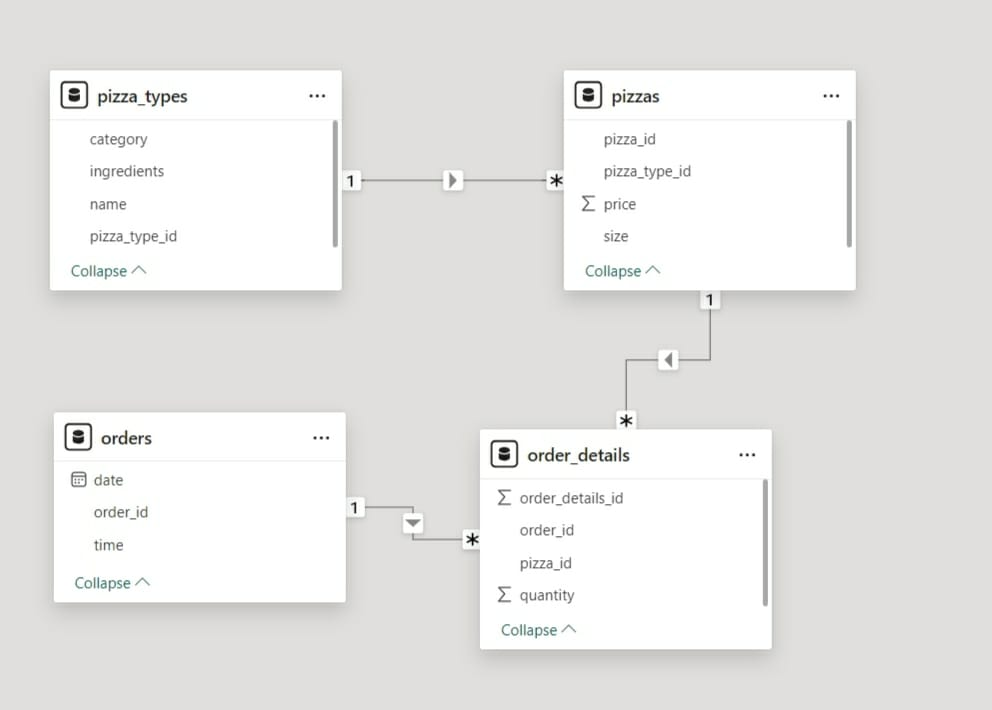 pizza_types
category
ingredients
name
pizza_type_id
Collapse
1
*
pizzas
pizza_id
pizza_type_id
Σ price
size
Collapse
1
*
orders
date
order_id
time
Collapse
1
*
order_details
Σ order_details_id
order_id
pizza_id
Σ quantity
Collapse